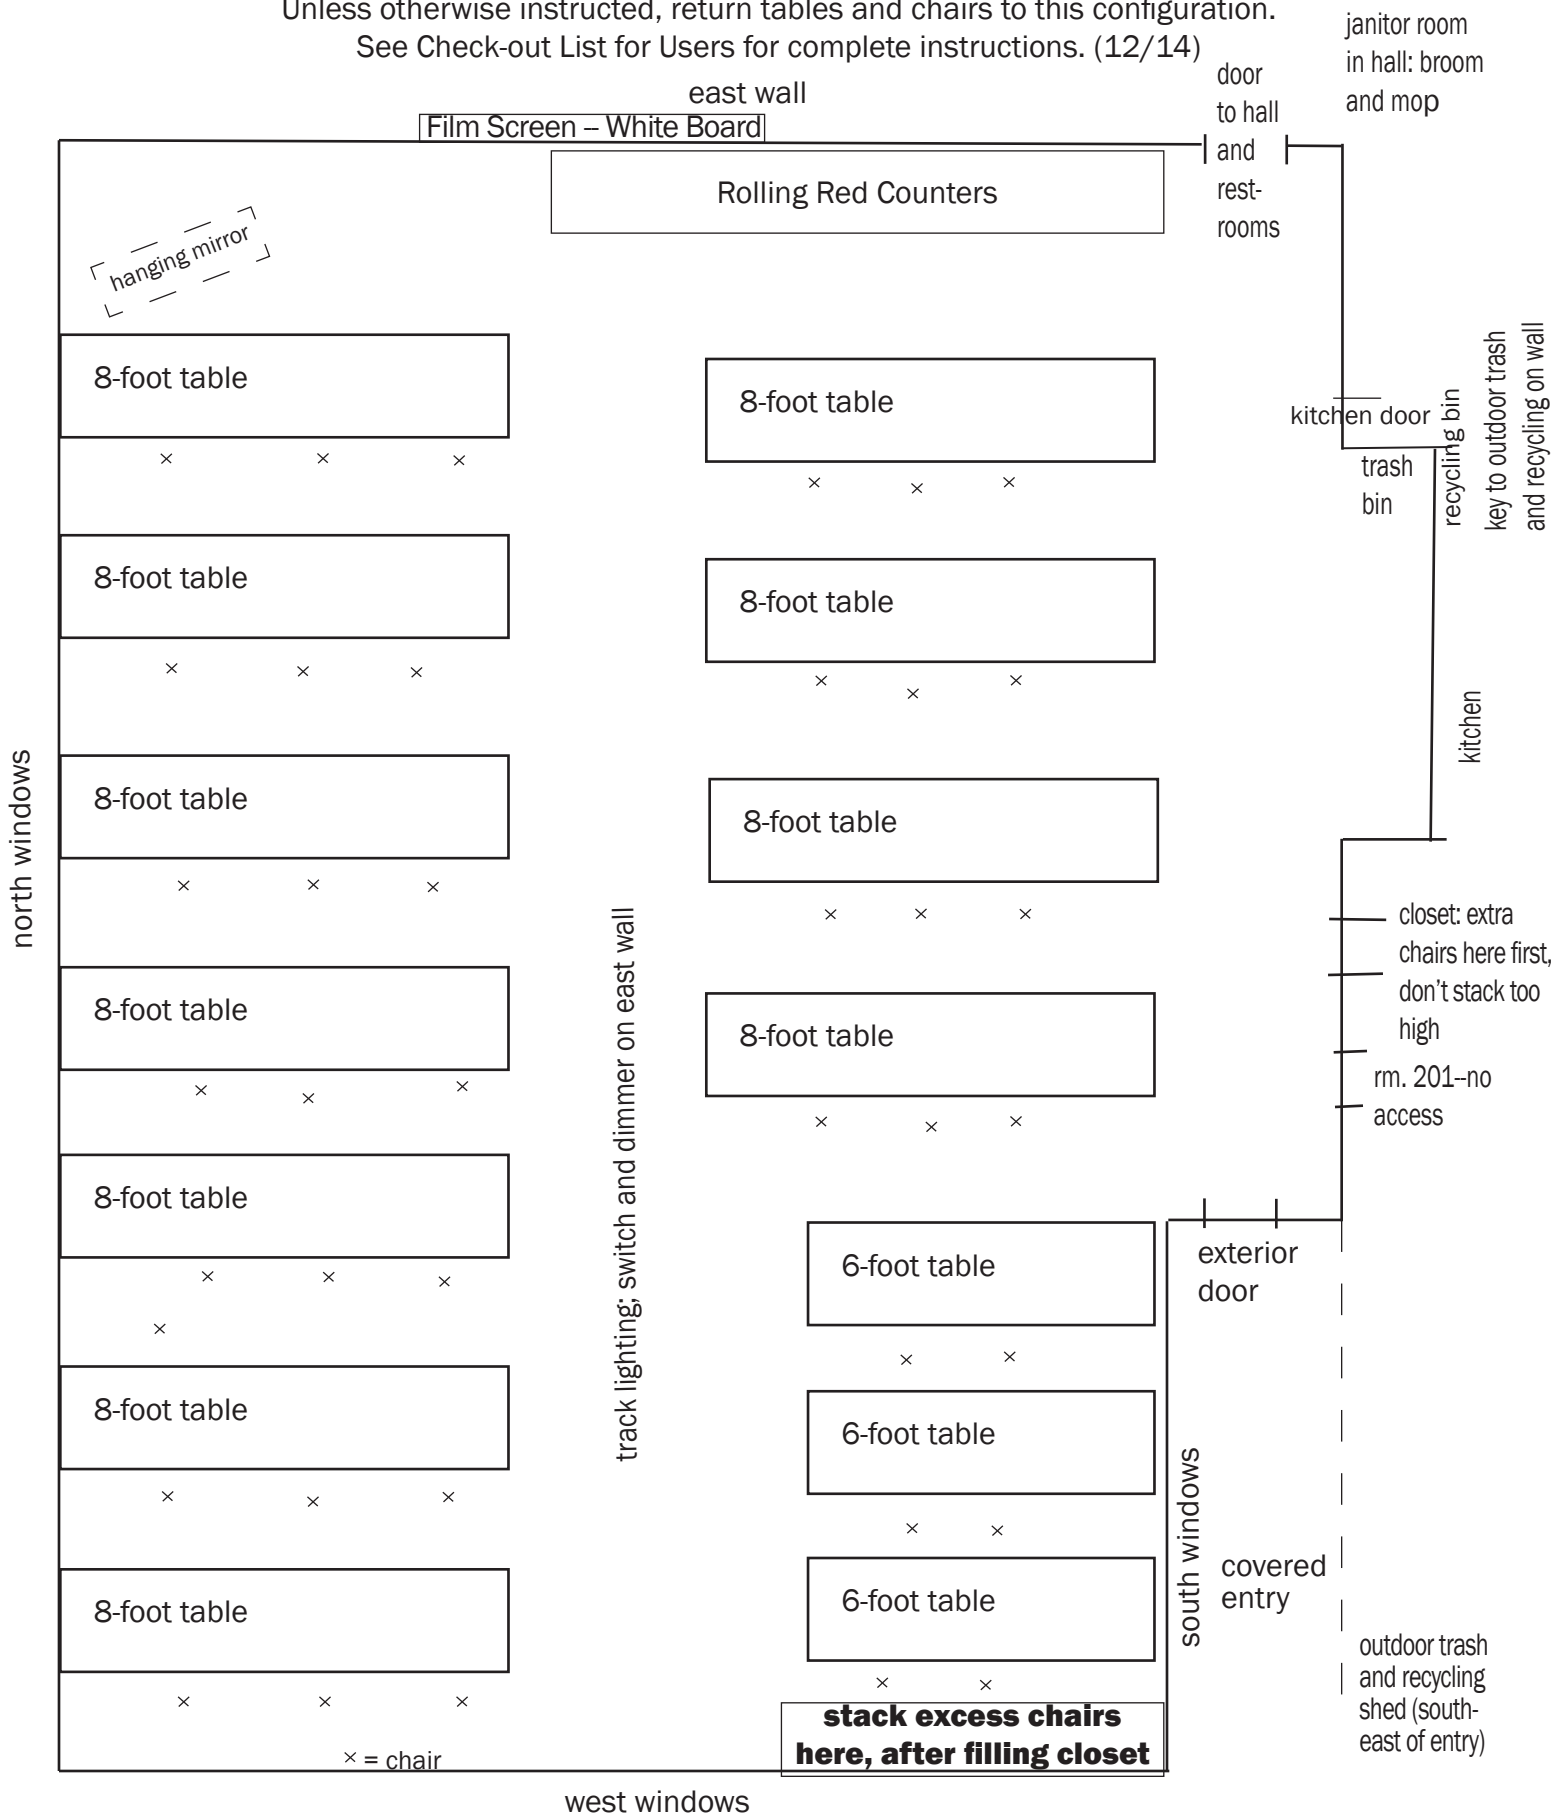 Unless otherwise instructed, return tables and chairs to this configuration.
See Check-out List for Users for complete instructions. (12/14)
janitor room
in hall: broom
and mop
east wall
door
to hall
and
rest-
rooms
Film Screen – White Board
Rolling Red Counters
hanging mirror
8-foot table
8-foot table
kitchen door
recycling bin
key to outdoor trash
and recycling on wall
trash
bin
8-foot table
8-foot table
kitchen
north windows
8-foot table
8-foot table
closet: extra
chairs here first,
don't stack too
high
8-foot table
8-foot table
rm. 201--no
access
track lighting; switch and dimmer on east wall
8-foot table
6-foot table
exterior
door
8-foot table
6-foot table
south windows
covered
entry
8-foot table
6-foot table
outdoor trash
and recycling
shed (south-
east of entry)
stack excess chairs
here, after filling closet
× = chair
west windows